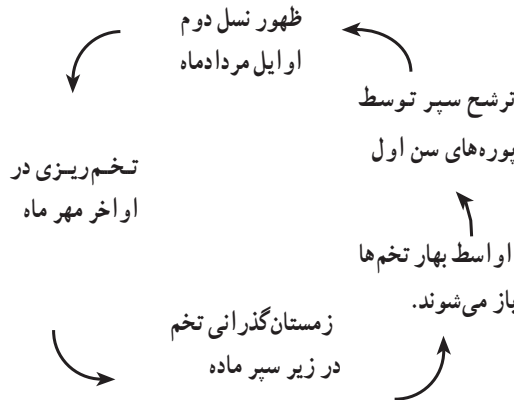 ظهور نسل دوم
اوایل مردادماه
ترشح سپر توسط
پوره‌های سن اول
تخم‌ریزی در
اواخر مهر ماه
اواسط بهار تخم‌ها
باز می‌شوند.
زمستان‌گذرانی تخم
در زیر سپر ماده